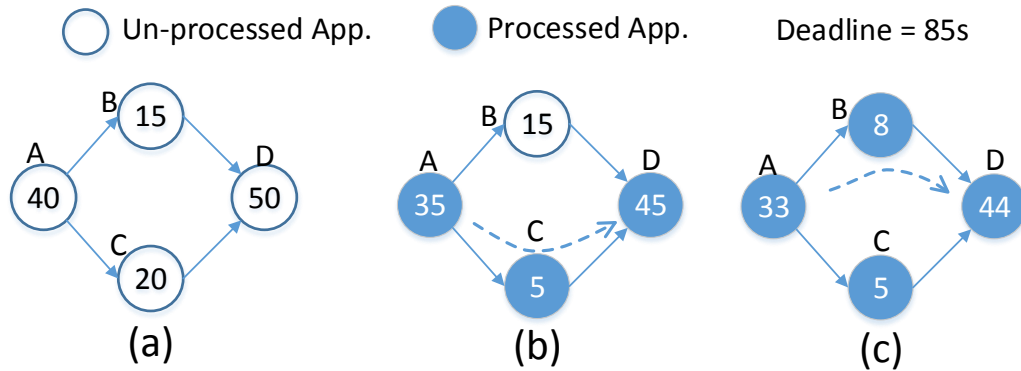 Un-processed App. Processed App. Deadline = 85s
B 15
A 40
D 50
C 20
(a)
B 15
A 35
D 45
C 5
(b)
B 8
A 33
D 44
C 5
(c)